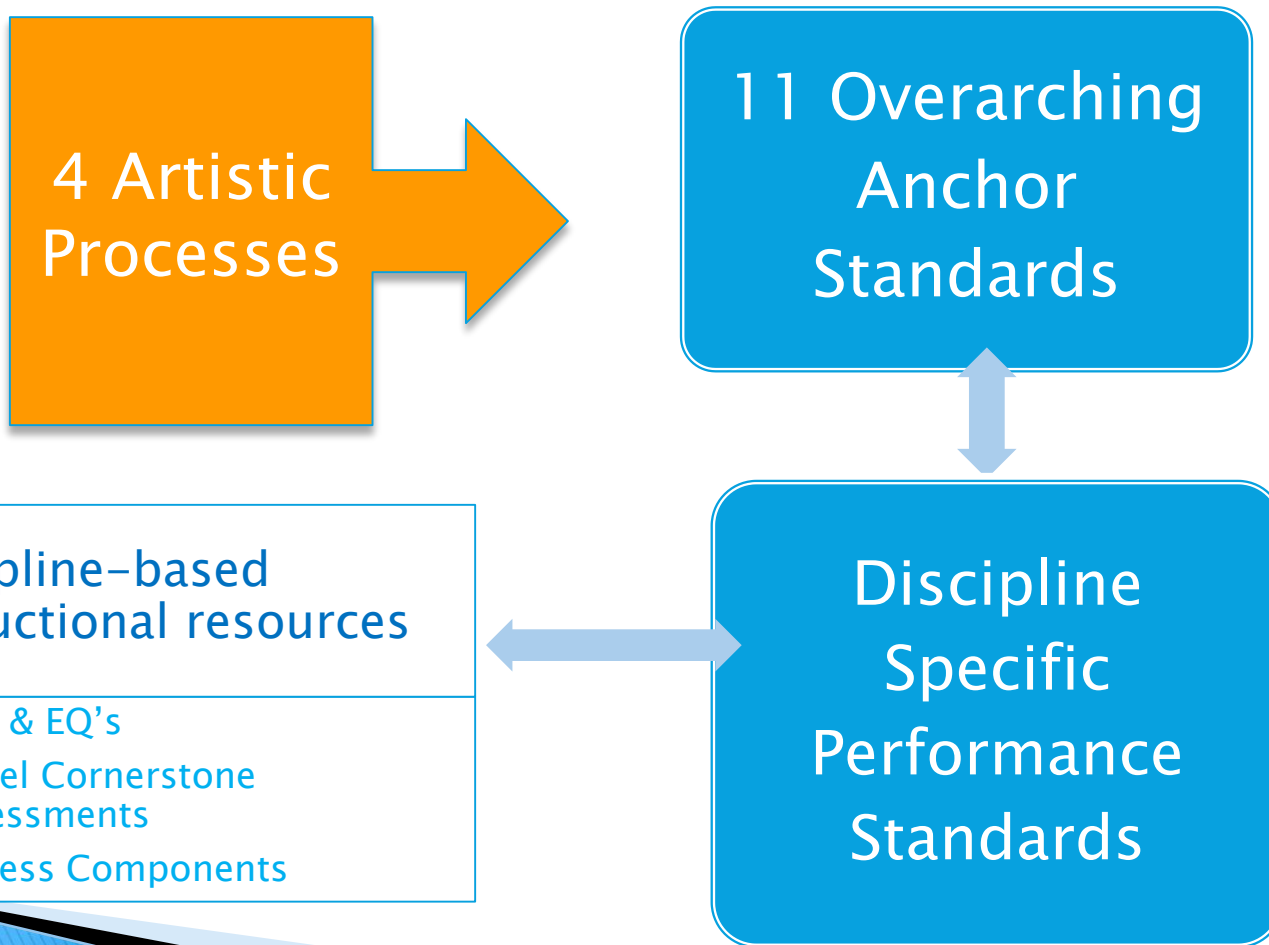 4 Artistic
Processes
11 Overarching
Anchor
Standards
pline-based
uctional resources
& EQ's
el Cornerstone
essments
ess Components
Discipline
Specific
Performance
Standards